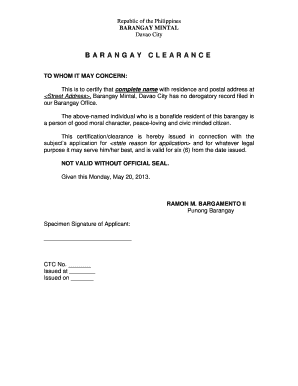 Republic of the Philippines
BARANGAY MINTAL
Davao City
BARANGAY CLEARANCE
TO WHOM IT MAY CONCERN:
This is to certify that complete name with residence and postal address at
<Street Address>, Barangay Mintal, Davao City has no derogatory record filed in
our Barangay Office.
The above-named individual who is a bonafide resident of this barangay is
a person of good moral character, peace-loving and civic minded citizen.
This certification/clearance is hereby issued in connection with the
subject's application for <state reason for application> and for whatever legal
purpose it may serve him/her best, and is valid for six (6) from the date issued.
NOT VALID WITHOUT OFFICIAL SEAL.
Given this Monday, May 20, 2013.
RAMON M. BARGAMENTO II
Punong Barangay
Specimen Signature of Applicant:
CTC No. _______
Issued at ________
Issued on ________